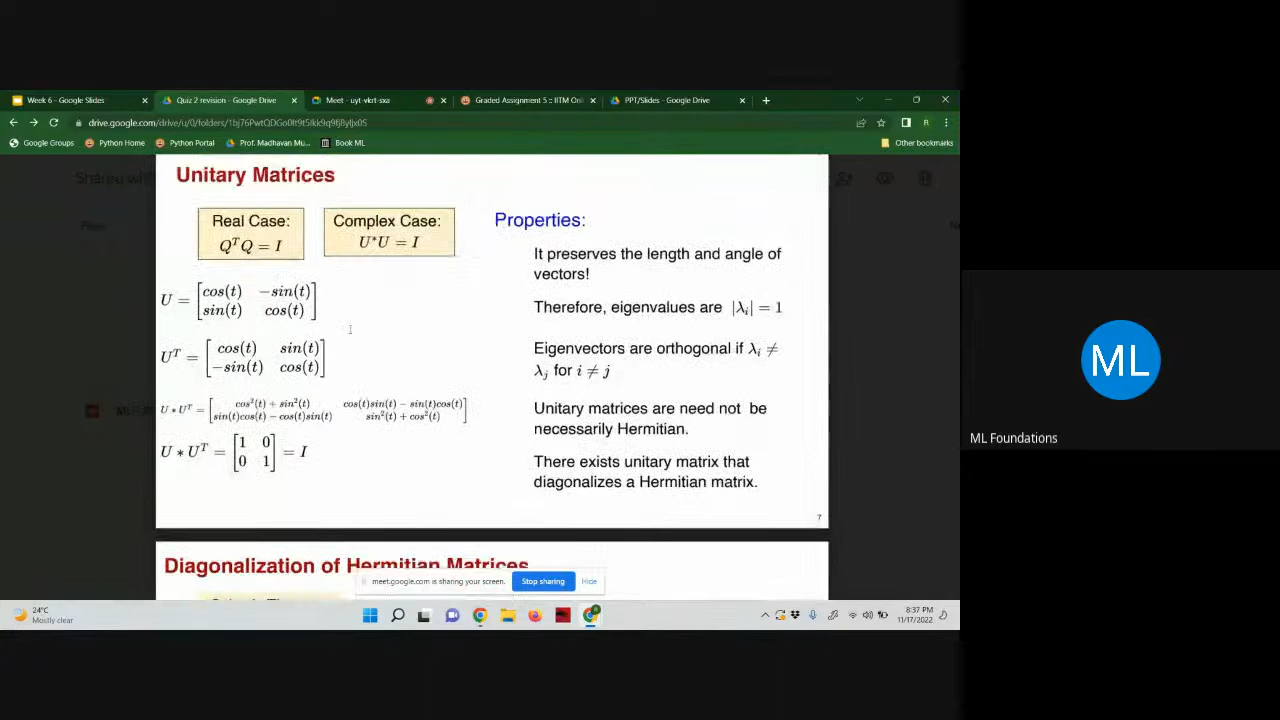 Week 6 - Google Slides
Quiz 2 revision - Google Drive
Meet - uyt-vkrt-sxa
Graded Assignment 5 :: IITM Onl
PPT/Slides - Google Drive
Google Groups
Python Home
Python Portal
Prof. Madhavan Mu...
Book ML
Other bookmarks
Unitary Matrices
Real Case:
Q^T Q = I
Complex Case:
U*U = I
U = [cos(t) −sin(t)
sin(t) cos(t)]
U^T = [cos(t) sin(t)
−sin(t) cos(t)]
U * U^T = [cos²(t) + sin²(t) cos(t)sin(t) − sin(t)cos(t)
sin(t)cos(t) − cos(t)sin(t) sin²(t) + cos²(t)]
U * U^T = [1 0
0 1] = I
Properties:
It preserves the length and angle of
vectors!
Therefore, eigenvalues are |λ_i| = 1
Eigenvectors are orthogonal if λ_i ≠
λ_j for i ≠ j
Unitary matrices are need not be
necessarily Hermitian.
There exists unitary matrix that
diagonalizes a Hermitian matrix.
7
Diagonalization of Hermitian Matrices
meet.google.com is sharing your screen.
Stop sharing
Hide
24°C
Mostly clear
8:37 PM
11/17/2022
ML
ML Foundations